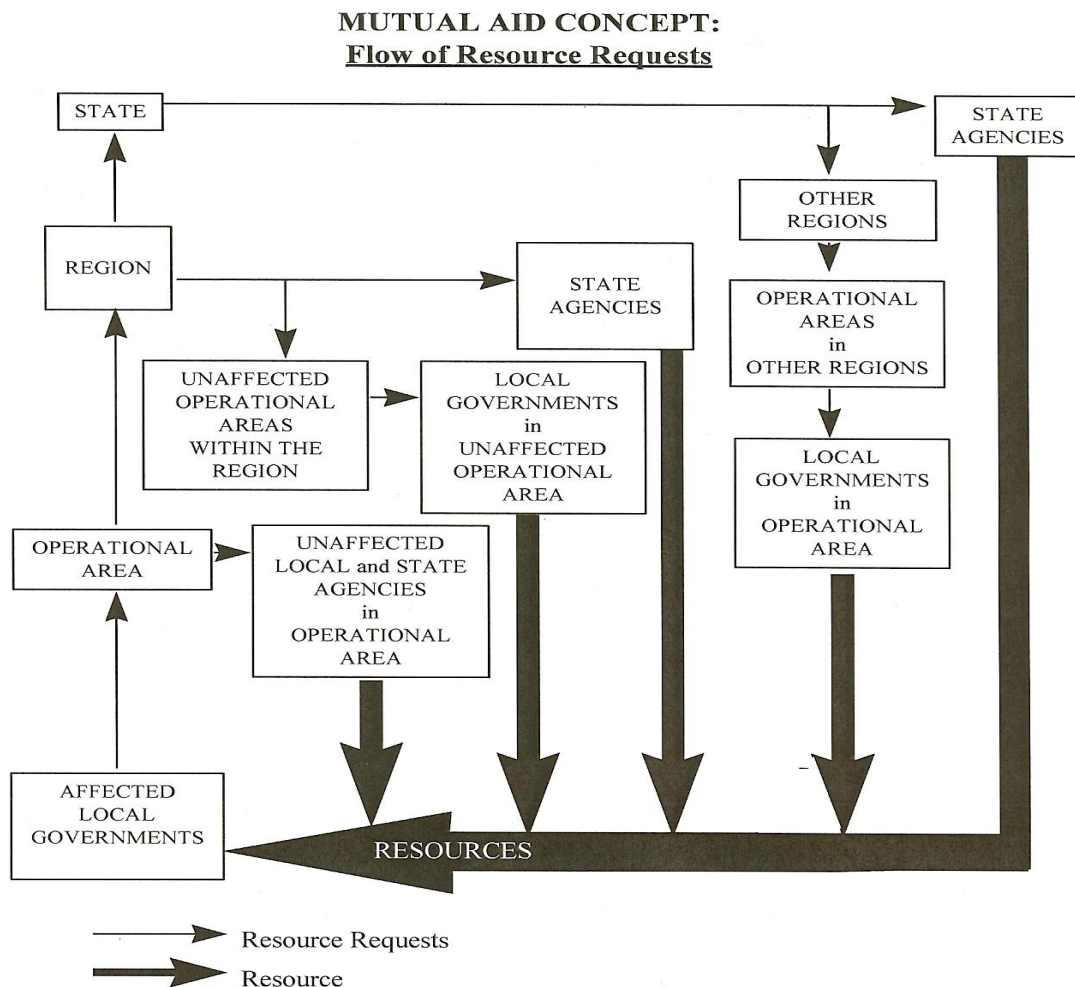 MUTUAL AID CONCEPT:
Flow of Resource Requests
STATE
STATE
AGENCIES
OTHER
REGIONS
REGION
STATE
AGENCIES
OPERATIONAL
AREAS
in
OTHER REGIONS
UNAFFECTED
OPERATIONAL
AREAS
WITHIN THE
REGION
LOCAL
GOVERNMENTS
in
UNAFFECTED
OPERATIONAL
AREA
LOCAL
GOVERNMENTS
in
OPERATIONAL
AREA
OPERATIONAL
AREA
UNAFFECTED
LOCAL and STATE
AGENCIES
in
OPERATIONAL
AREA
AFFECTED
LOCAL
GOVERNMENTS
RESOURCES
Resource Requests
Resource